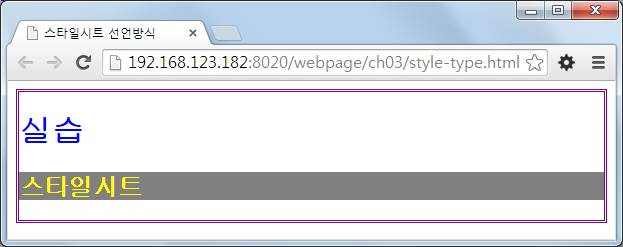 스타일시트 선언방식
192.168.123.182:8020/webpage/ch03/style-type.html
실습
스타일시트